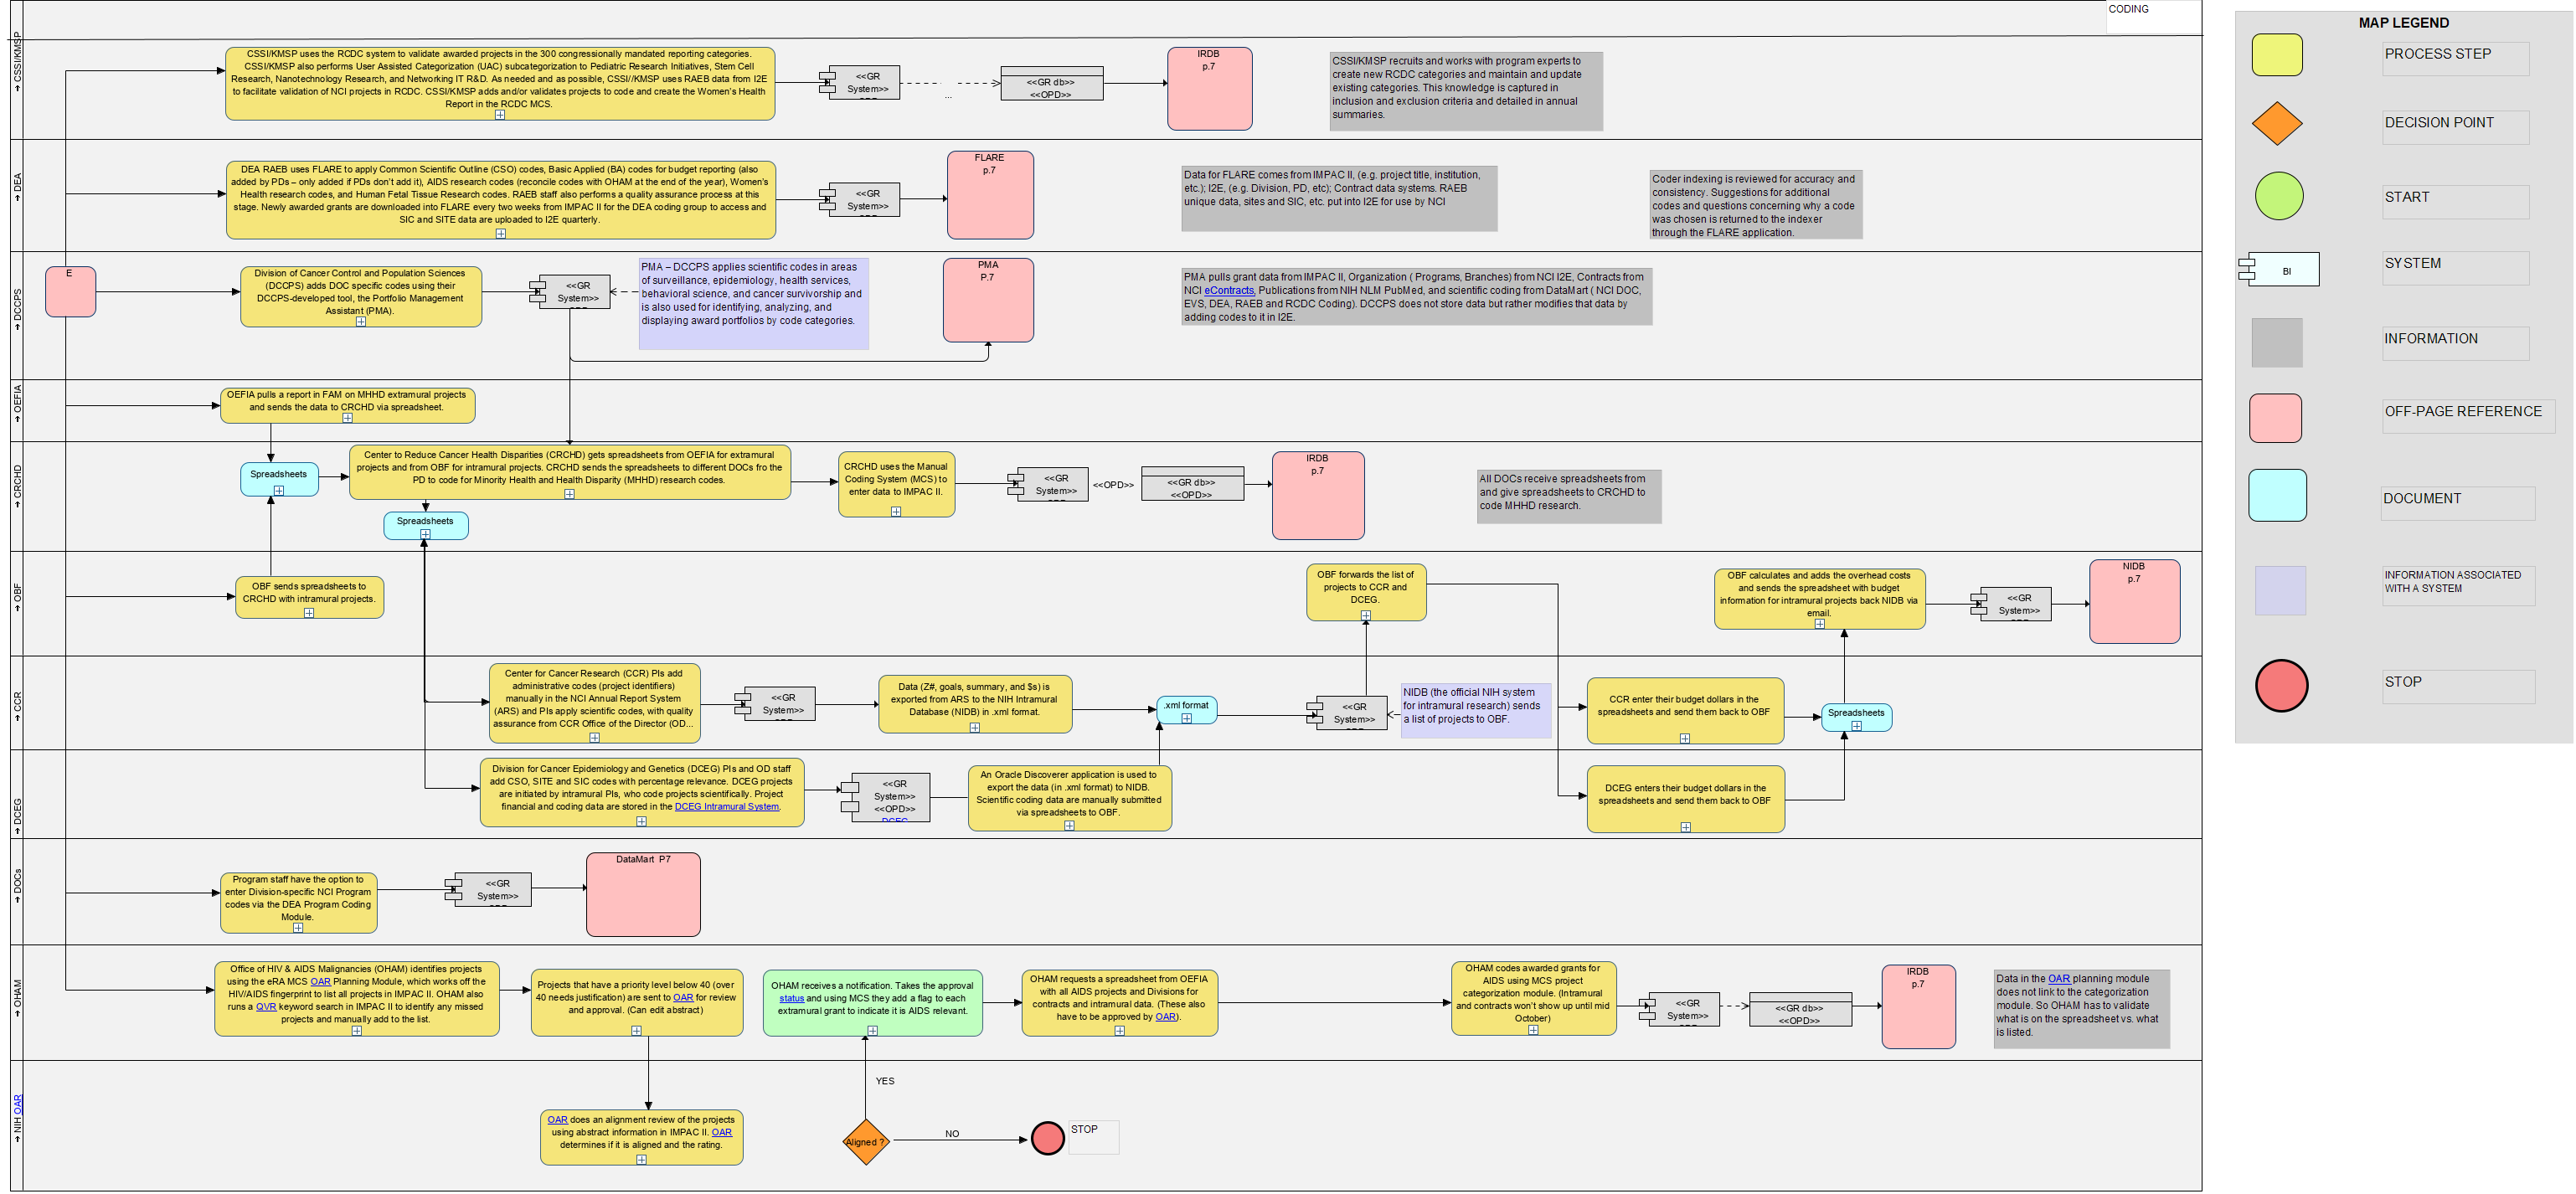 CODING
↑ CSSI/KMSP
CSSI/KMSP uses the RCDC system to validate awarded projects in the 300 congressionally mandated reporting categories.
CSSI/KMSP also performs User Assisted Categorization (UAC) subcategorization to Pediatric Research Initiatives, Stem Cell
Research, Nanotechnology Research, and Networking IT R&D. As needed and as possible, CSSI//KMSP uses RAEB data from I2E
to facilitate validation of NCI projects in RCDC. CSSI/KMSP adds and/or validates projects to code and create the Women's Health
Report in the RCDC MCS.
<<GR
System>>
...
<<GR db>>
<<OPD>>
IRDB
p.7
CSSI/KMSP recruits and works with program experts to
create new RCDC categories and maintain and update
existing categories. This knowledge is captured in
inclusion and exclusion criteria and detailed in annual
summaries.
↑ DEA
DEA RAEB uses FLARE to apply Common Scientific Outline (CSO) codes, Basic Applied (BA) codes for budget reporting (also
added by PDs – only added if PDs don't add it), AIDS research codes (reconcile codes with OHAM at the end of the year), Women's
Health research codes, and Human Fetal Tissue Research codes. RAEB staff also performs a quality assurance process at this
stage. Newly awarded grants are downloaded into FLARE every two weeks from IMPAC II for the DEA coding group to access and
SIC and SITE data are uploaded to I2E quarterly.
<<GR
System>>
FLARE
p.7
Data for FLARE comes from IMPAC II, (e.g. project title, institution,
etc.); I2E, (e.g. Division, PD, etc); Contract data systems. RAEB
unique data, sites and SIC, etc. put into I2E for use by NCI
Coder indexing is reviewed for accuracy and
consistency. Suggestions for additional
codes and questions concerning why a code
was chosen is returned to the indexer
through the FLARE application.
↑ DCCPS
E
Division of Cancer Control and Population Sciences
(DCCPS) adds DOC specific codes using their
DCCPS-developed tool, the Portfolio Management
Assistant (PMA).
<<GR
System>>
PMA – DCCPS applies scientific codes in areas
of surveillance, epidemiology, health services,
behavioral science, and cancer survivorship and
is also used for identifying, analyzing, and
displaying award portfolios by code categories.
PMA
P.7
PMA pulls grant data from IMPAC II, Organization ( Programs, Branches) from NCI I2E, Contracts from
NCI eContracts, Publications from NIH NLM PubMed, and scientific coding from DataMart ( NCI DOC,
EVS, DEA, RAEB and RCDC Coding). DCCPS does not store data but rather modifies that data by
adding codes to it in I2E.
↑ OEFIA
OEFIA pulls a report in FAM on MHHD extramural projects
and sends the data to CRCHD via spreadsheet.
↑ CRCHD
Spreadsheets
Center to Reduce Cancer Health Disparities (CRCHD) gets spreadsheets from OEFIA for extramural
projects and from OBF for intramural projects. CRCHD sends the spreadsheets to different DOCs fro the
PD to code for Minority Health and Health Disparity (MHHD) research codes.
Spreadsheets
CRCHD uses the Manual
Coding System (MCS) to
enter data to IMPAC II.
<<GR
System>>
<<OPD>>
<<GR db>>
<<OPD>>
IRDB
p.7
All DOCs receive spreadsheets from
and give spreadsheets to CRCHD to
code MHHD research.
↑ OBF
OBF sends spreadsheets to
CRCHD with intramural projects.
OBF forwards the list of
projects to CCR and
DCEG.
OBF calculates and adds the overhead costs
and sends the spreadsheet with budget
information for intramural projects back NIDB via
email.
<<GR
System>>
NIDB
p.7
↑ CCR
Center for Cancer Research (CCR) PIs add
administrative codes (project identifiers)
manually in the NCI Annual Report System
(ARS) and PIs apply scientific codes, with quality
assurance from CCR Office of the Director (OD...
<<GR
System>>
Data (Z#, goals, summary, and $s) is
exported from ARS to the NIH Intramural
Database (NIDB) in .xml format.
.xml format
<<GR
System>>
NIDB (the official NIH system
for intramural research) sends
a list of projects to OBF.
CCR enter their budget dollars in the
spreadsheets and send them back to OBF
Spreadsheets
↑ DCEG
Division for Cancer Epidemiology and Genetics (DCEG) PIs and OD staff
add CSO, SITE and SIC codes with percentage relevance. DCEG projects
are initiated by intramural PIs, who code projects scientifically. Project
financial and coding data are stored in the DCEG Intramural System.
<<GR
System>>
<<OPD>>
DCEG
An Oracle Discoverer application is used to
export the data (in .xml format) to NIDB.
Scientific coding data are manually submitted
via spreadsheets to OBF.
DCEG enters their budget dollars in the
spreadsheets and send them back to OBF
↑ DOCs
Program staff have the option to
enter Division-specific NCI Program
codes via the DEA Program Coding
Module.
<<GR
System>>
DataMart P7
↑ OHAM
Office of HIV & AIDS Malignancies (OHAM) identifies projects
using the eRA MCS OAR Planning Module, which works off the
HIV/AIDS fingerprint to list all projects in IMPAC II. OHAM also
runs a QVR keyword search in IMPAC II to identify any missed
projects and manually add to the list.
Projects that have a priority level below 40 (over
40 needs justification) are sent to OAR for review
and approval. (Can edit abstract)
OHAM receives a notification. Takes the approval
status and using MCS they add a flag to each
extramural grant to indicate it is AIDS relevant.
OHAM requests a spreadsheet from OEFIA
with all AIDS projects and Divisions for
contracts and intramural data. (These also
have to be approved by OAR).
OHAM codes awarded grants for
AIDS using MCS project
categorization module. (Intramural
and contracts won't show up until mid
October)
<<GR
System>>
<<GR db>>
<<OPD>>
IRDB
p.7
Data in the OAR planning module
does not link to the categorization
module. So OHAM has to validate
what is on the spreadsheet vs. what
is listed.
↑ NIH OAR
OAR does an alignment review of the projects
using abstract information in IMPAC II. OAR
determines if it is aligned and the rating.
YES
Aligned ?
NO
STOP
MAP LEGEND
PROCESS STEP
DECISION POINT
START
BI
SYSTEM
INFORMATION
OFF-PAGE REFERENCE
DOCUMENT
INFORMATION ASSOCIATED
WITH A SYSTEM
STOP